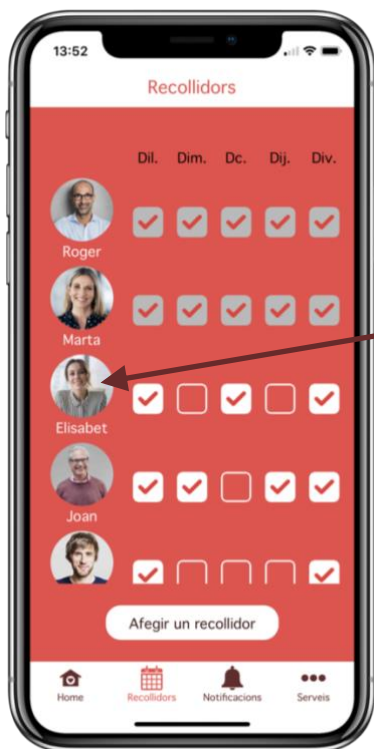 13:52
Recollidors
Dil. Dim. Dc. Dij. Div.
Roger
Marta
Elisabet
Joan
Afegir un recollidor
Home Recollidors Notificacions Serveis